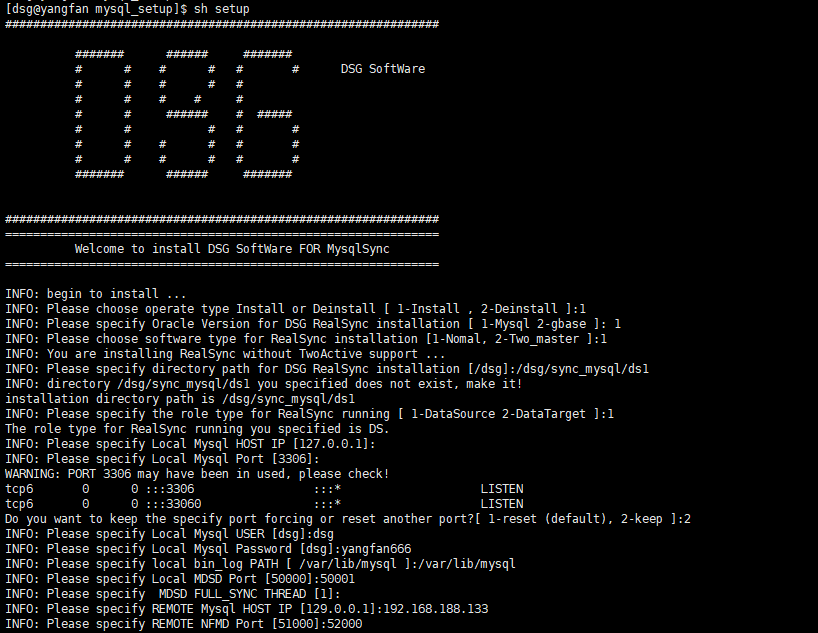 [dsg@yangfan mysql_setup]$ sh setup
##############################################################
#######      ######     #######
#      #    #      #   #       #      DSG SoftWare
#      #    #      #   #
#      #    #    #     #
#      #     ######   #  #####
#      #           #   #       #
#      #    #      #   #       #
#      #    #      #   #       #
#######      ######     #######
##############################################################
==============================================================
Welcome to install DSG SoftWare FOR MysqlSync
==============================================================
INFO: begin to install ...
INFO: Please choose operate type Install or Deinstall [ 1-Install , 2-Deinstall ]:1
INFO: Please specify Oracle Version for DSG RealSync installation [ 1-Mysql 2-gbase ]: 1
INFO: Please choose software type for RealSync installation [1-Nomal, 2-Two_master ]:1
INFO: You are installing RealSync without TwoActive support ...
INFO: Please specify directory path for DSG RealSync installation [/dsg]:/dsg/sync_mysql/ds1
INFO: directory /dsg/sync_mysql/ds1 you specified does not exist, make it!
installation directory path is /dsg/sync_mysql/ds1
INFO: Please specify the role type for RealSync running [ 1-DataSource 2-DataTarget ]:1
The role type for RealSync running you specified is DS.
INFO: Please specify Local Mysql HOST IP [127.0.0.1]:
INFO: Please specify Local Mysql Port [3306]:
WARNING: PORT 3306 may have been in used, please check!
tcp6       0      0 :::3306                 :::*                    LISTEN
tcp6       0      0 :::33060                :::*                    LISTEN
Do you want to keep the specify port forcing or reset another port?[ 1-reset (default), 2-keep ]:2
INFO: Please specify Local Mysql USER [dsg]:dsg
INFO: Please specify Local Mysql Password [dsg]:yangfan666
INFO: Please specify local bin_log PATH [ /var/lib/mysql ]:/var/lib/mysql
INFO: Please specify Local MDSD Port [50000]:50001
INFO: Please specify  MDSD FULL_SYNC THREAD [1]:
INFO: Please specify REMOTE Mysql HOST IP [129.0.0.1]:192.168.188.133
INFO: Please specify REMOTE NFMD Port [51000]:52000